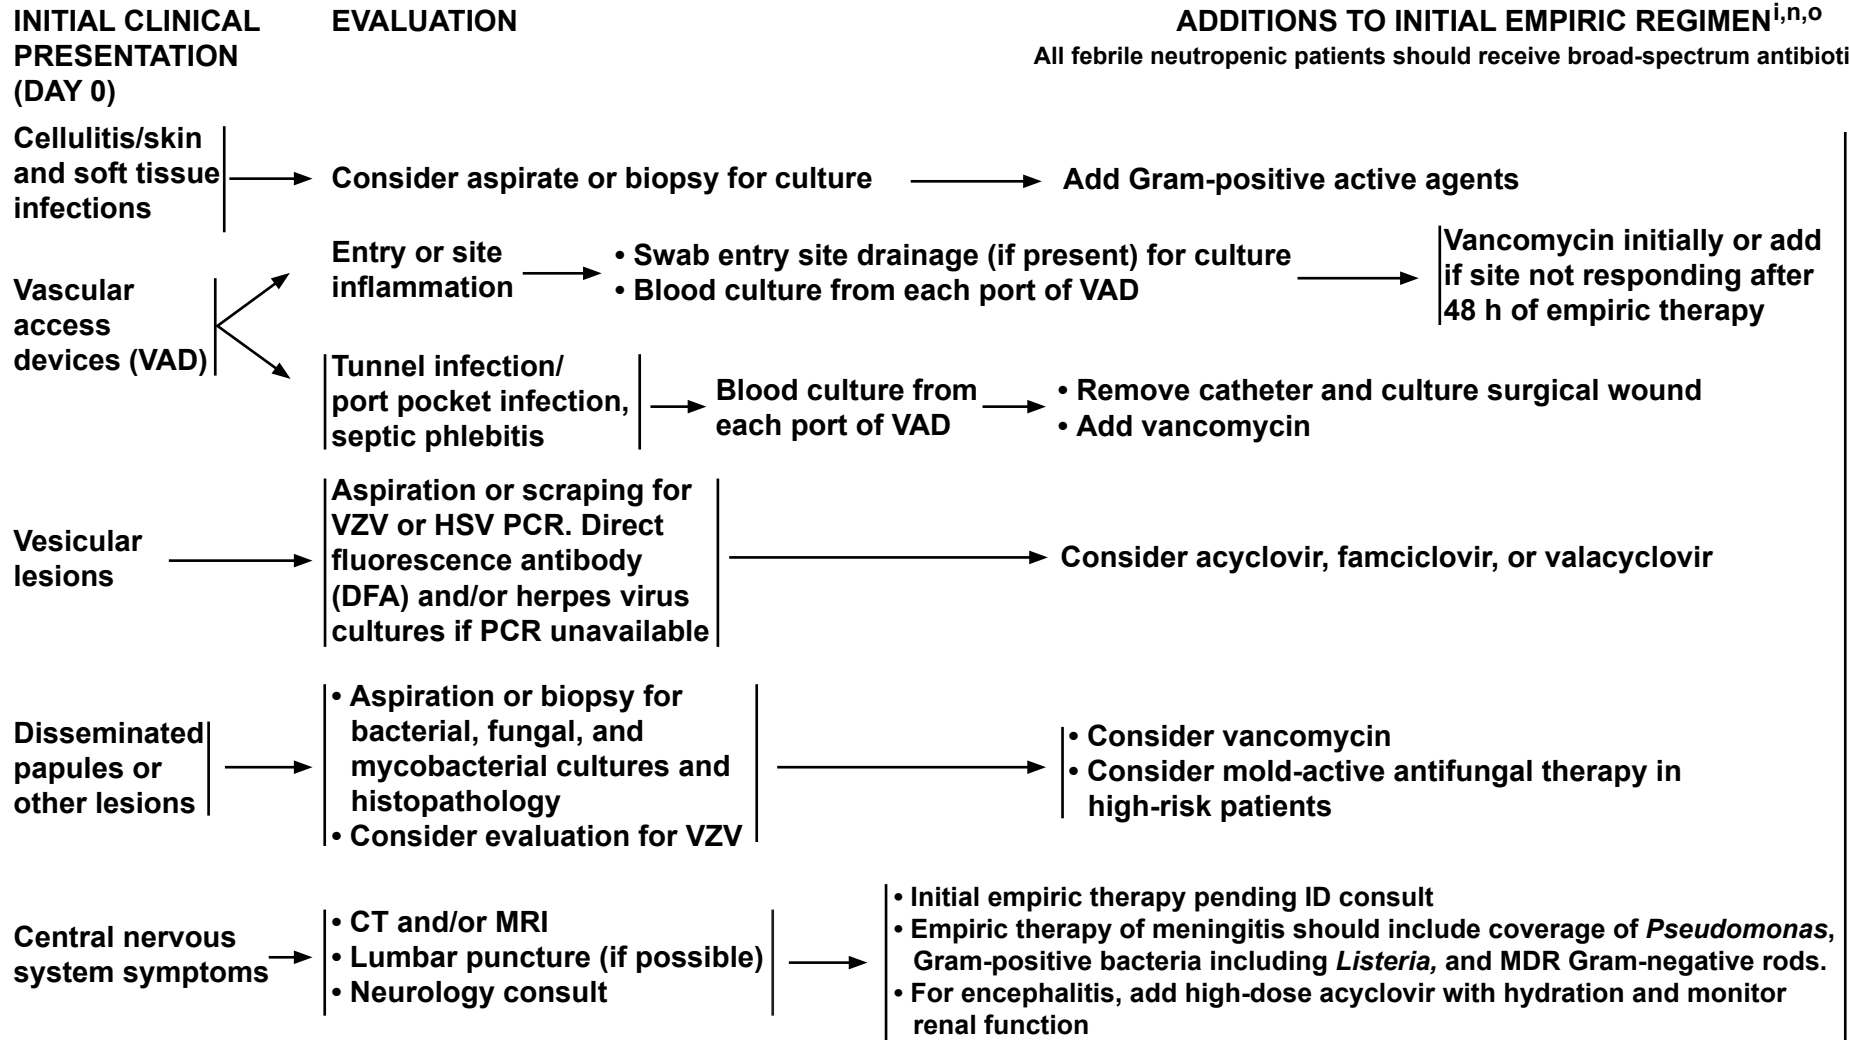 INITIAL CLINICAL
PRESENTATION
(DAY 0)
EVALUATION
ADDITIONS TO INITIAL EMPIRIC REGIMENi,n,o
All febrile neutropenic patients should receive broad-spectrum antibioti
Cellulitis/skin
and soft tissue
infections
Consider aspirate or biopsy for culture
Add Gram-positive active agents
Vascular
access
devices (VAD)
Entry or site
inflammation
• Swab entry site drainage (if present) for culture
• Blood culture from each port of VAD
Vancomycin initially or add
if site not responding after
48 h of empiric therapy
Tunnel infection/
port pocket infection,
septic phlebitis
Blood culture from
each port of VAD
• Remove catheter and culture surgical wound
• Add vancomycin
Vesicular
lesions
Aspiration or scraping for
VZV or HSV PCR. Direct
fluorescence antibody
(DFA) and/or herpes virus
cultures if PCR unavailable
Consider acyclovir, famciclovir, or valacyclovir
Disseminated
papules or
other lesions
• Aspiration or biopsy for
bacterial, fungal, and
mycobacterial cultures and
histopathology
• Consider evaluation for VZV
• Consider vancomycin
• Consider mold-active antifungal therapy in
high-risk patients
Central nervous
system symptoms
• CT and/or MRI
• Lumbar puncture (if possible)
• Neurology consult
• Initial empiric therapy pending ID consult
• Empiric therapy of meningitis should include coverage of Pseudomonas,
Gram-positive bacteria including Listeria, and MDR Gram-negative rods.
• For encephalitis, add high-dose acyclovir with hydration and monitor
renal function